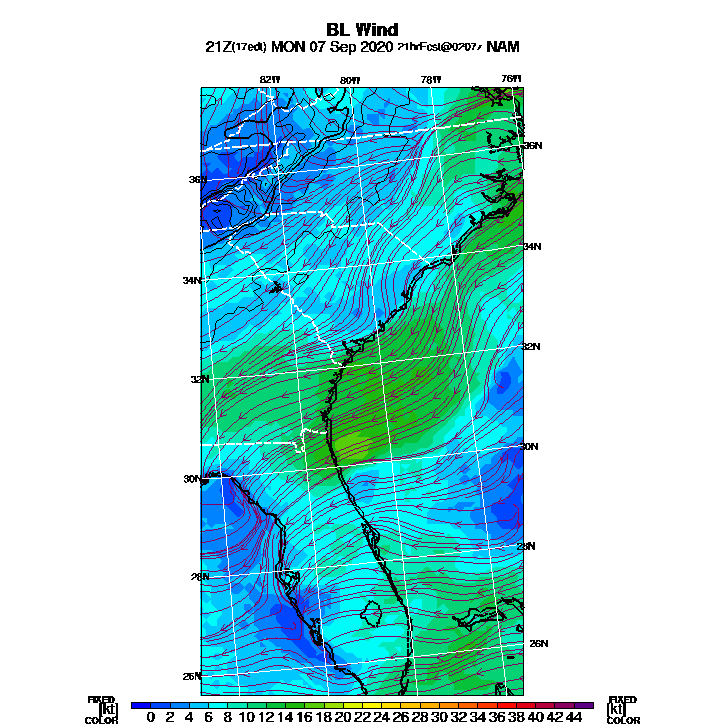 BL Wind
21Z(17edt) MON 07 Sep 2020 21hrFcst@0207z NAM
82W 80W 78W 76W
36N
36N
34N
34N
32N
32N
30N
30N
28N
28N
26N
26N
FIXED FIXED
[kt] 0 2 4 6 8 10 12 14 16 18 20 22 24 26 28 30 32 34 36 38 40 42 44 [kt]
COLOR COLOR